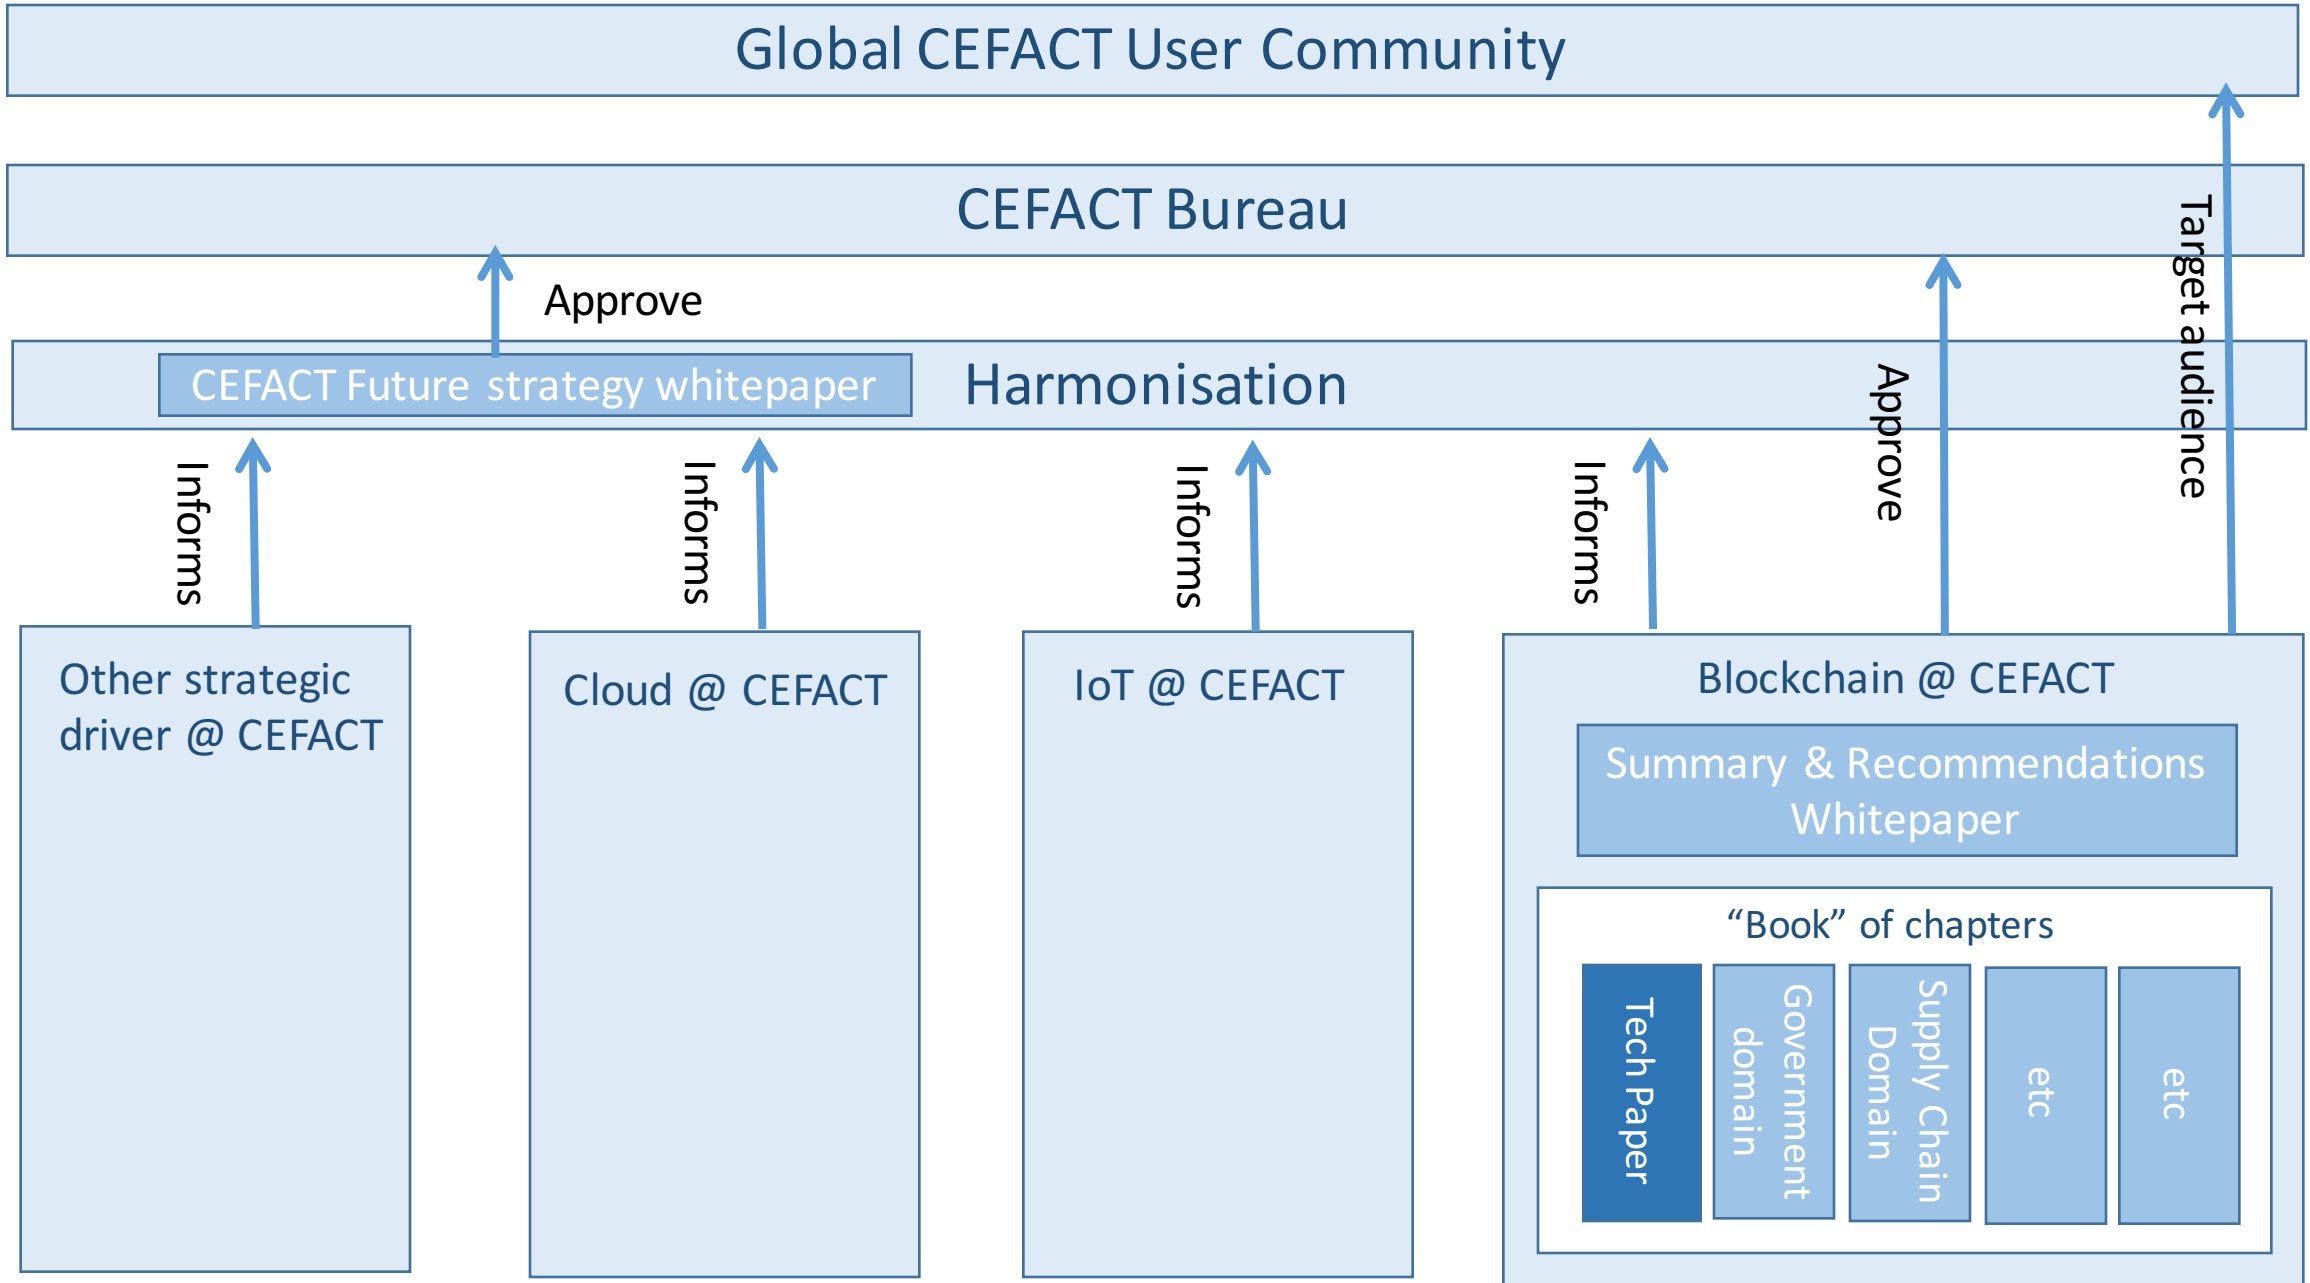 Global CEFACT User Community
CEFACT Bureau
Target audience
Approve
CEFACT Future strategy whitepaper
Harmonisation
Approve
Informs
Informs
Informs
Informs
Other strategic
driver @ CEFACT
Cloud @ CEFACT
IoT @ CEFACT
Blockchain @ CEFACT
Summary & Recommendations
Whitepaper
“Book” of chapters
Tech Paper
Government
domain
Supply Chain
Domain
etc
etc